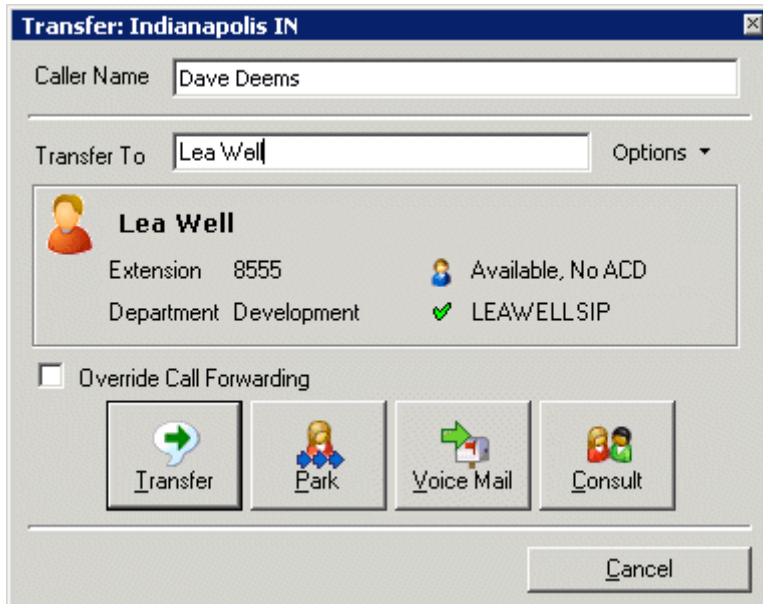 Transfer: Indianapolis IN
Caller Name Dave Deems
Transfer To Lea Well Options
Lea Well
Extension 8555 Available, No ACD
Department Development LEAWELLSIP
Override Call Forwarding
Transfer Park Voice Mail Consult
Cancel